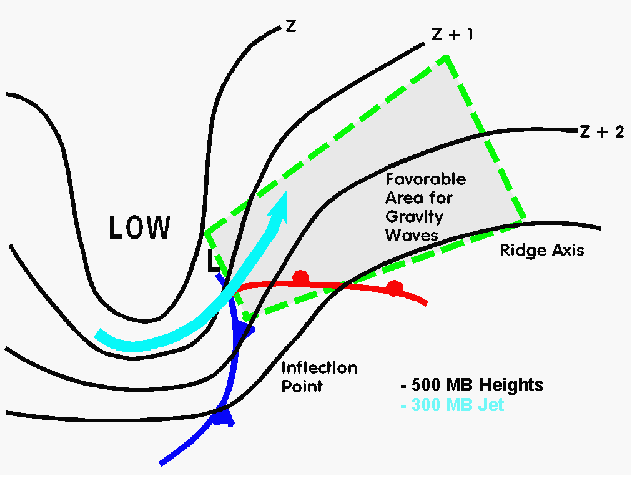 Z
Z + 1
Z + 2
Favorable
Area for
Gravity
Waves
LOW
L
Ridge Axis
Inflection
Point
- 500 MB Heights
- 300 MB Jet